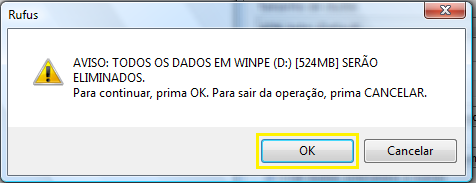 Rufus
AVISO: TODOS OS DADOS EM WINPE (D:) [524MB] SERÃO
ELIMINADOS.
Para continuar, prima OK. Para sair da operação, prima CANCELAR.
OK
Cancelar